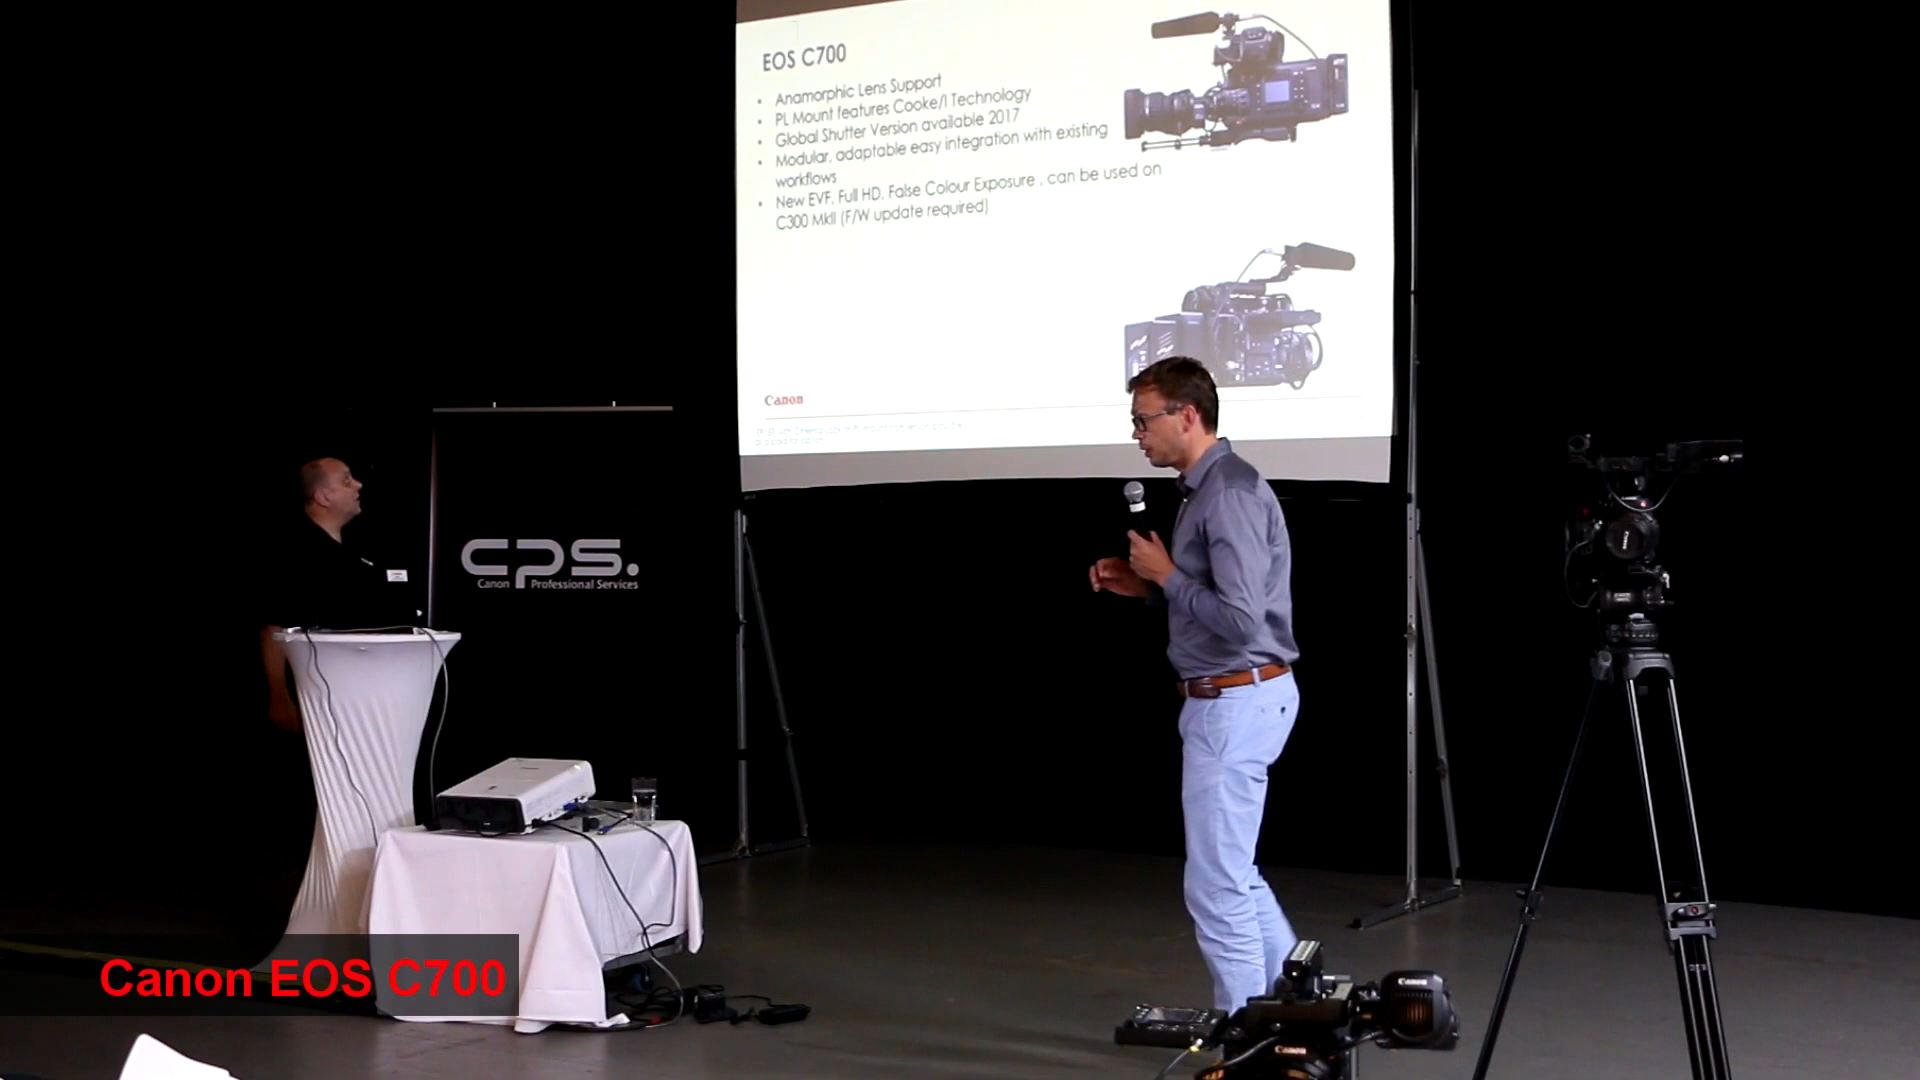 EOS C700
• Anamorphic Lens Support
• PL Mount features Cooke/I Technology
• Global Shutter Version available 2017
• Modular, adaptable easy integration with existing
workflows
• New EVF, Full HD, False Colour Exposure , can be used on
C300 MkII (F/W update required)
Canon
CPS.
Canon Professional Services
Canon EOS C700
Canon
Canon